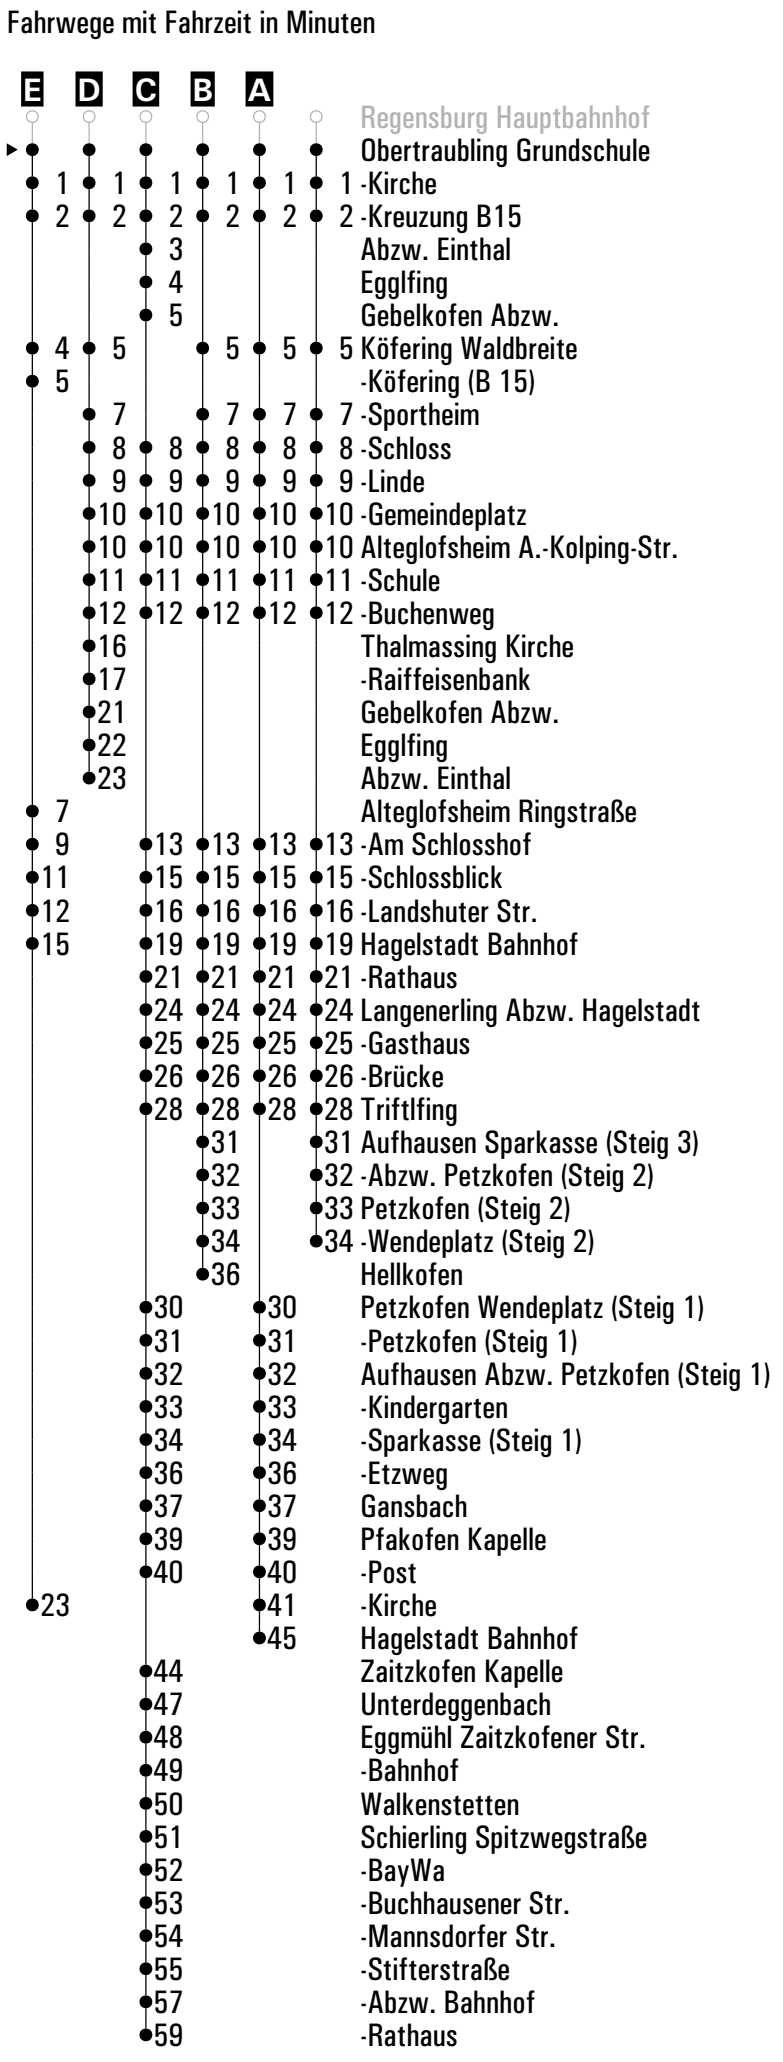 Fahrwege mit Fahrzeit in Minuten
E D C B A
Regensburg Hauptbahnhof
Obertraubling Grundschule
1 1 1 1 1 1 -Kirche
2 2 2 2 2 2 -Kreuzung B15
3 Abzw. Einthal
4 Egglfing
5 Gebelkofen Abzw.
4 5 5 5 5 Köfering Waldbreite
5 -Köfering (B 15)
7 7 7 7 -Sportheim
8 8 8 8 8 -Schloss
9 9 9 9 9 -Linde
10 10 10 10 10 -Gemeindeplatz
10 10 10 10 10 Alteglofsheim A.-Kolping-Str.
11 11 11 11 11 -Schule
12 12 12 12 12 -Buchenweg
16 Thalmassing Kirche
17 -Raiffeisenbank
21 Gebelkofen Abzw.
22 Egglfing
23 Abzw. Einthal
7 Alteglofsheim Ringstraße
9 13 13 13 13 -Am Schlosshof
11 15 15 15 15 -Schlossblick
12 16 16 16 16 -Landshuter Str.
15 19 19 19 19 Hagelstadt Bahnhof
21 21 21 21 -Rathaus
24 24 24 24 Langenerling Abzw. Hagelstadt
25 25 25 25 -Gasthaus
26 26 26 26 -Brücke
28 28 28 28 Triftlfing
31 31 Aufhausen Sparkasse (Steig 3)
32 32 -Abzw. Petzkofen (Steig 2)
33 33 Petzkofen (Steig 2)
34 34 -Wendeplatz (Steig 2)
36 Hellkofen
30 30 Petzkofen Wendeplatz (Steig 1)
31 31 -Petzkofen (Steig 1)
32 32 Aufhausen Abzw. Petzkofen (Steig 1)
33 33 -Kindergarten
34 34 -Sparkasse (Steig 1)
36 36 -Etzweg
37 37 Gansbach
39 39 Pfakofen Kapelle
40 40 -Post
23 41 -Kirche
45 Hagelstadt Bahnhof
44 Zaitzkofen Kapelle
47 Unterdeggenbach
48 Eggmühl Zaitzkofener Str.
49 -Bahnhof
50 Walkenstetten
51 Schierling Spitzwegstraße
52 -BayWa
53 -Buchhausener Str.
54 -Mannsdorfer Str.
55 -Stifterstraße
57 -Abzw. Bahnhof
59 -Rathaus